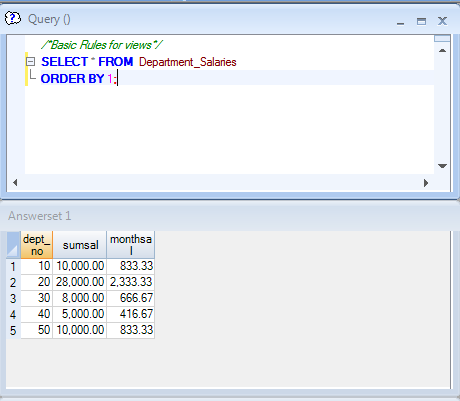 Query ()
/*Basic Rules for views*/
SELECT * FROM Department_Salaries
ORDER BY 1;
Answerset 1
dept_no sumsal monthsal
1 10 10,000.00 833.33
2 20 28,000.00 2,333.33
3 30 8,000.00 666.67
4 40 5,000.00 416.67
5 50 10,000.00 833.33